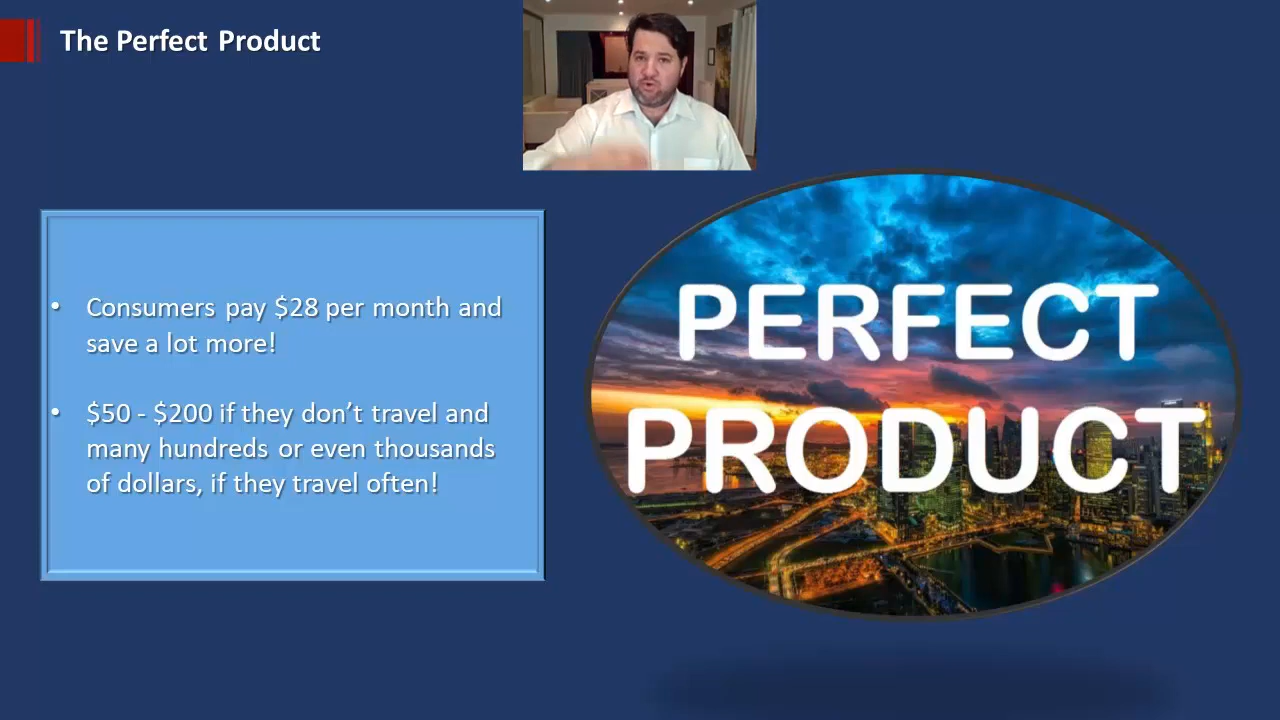 The Perfect Product
• Consumers pay $28 per month and
save a lot more!
• $50 - $200 if they don’t travel and
many hundreds or even thousands
of dollars, if they travel often!
PERFECT
PRODUCT